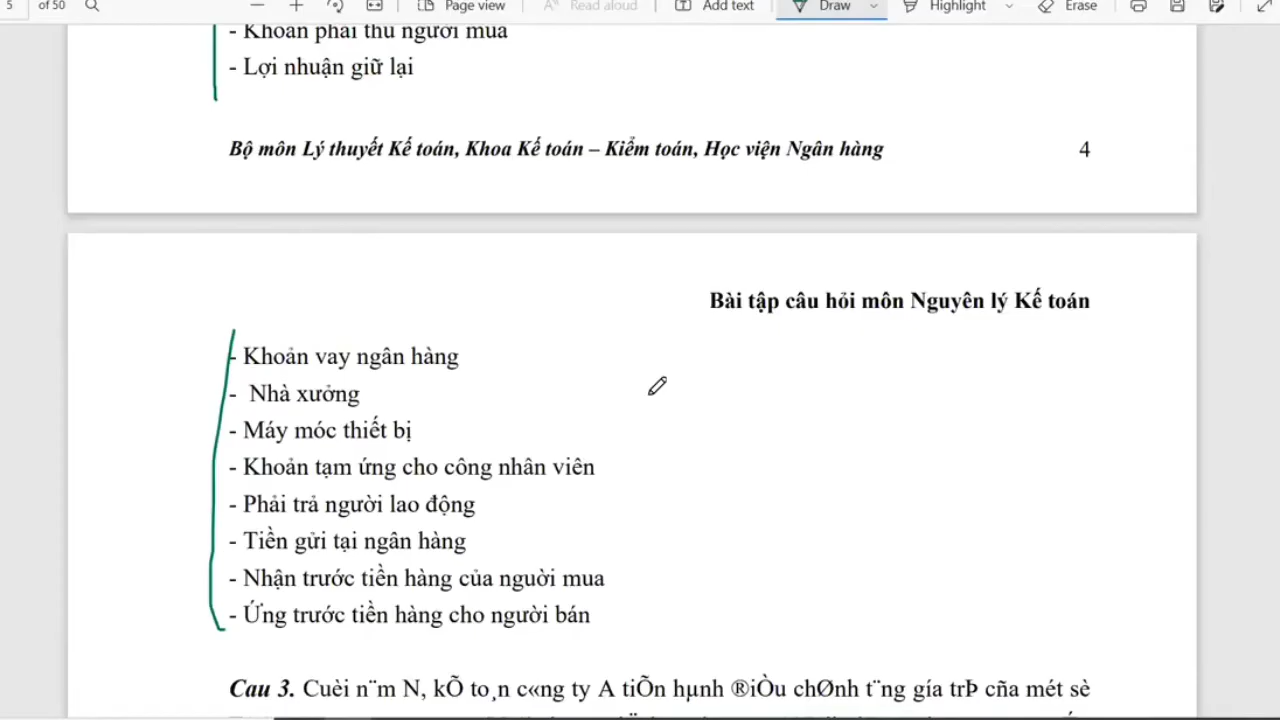 5 of 50 Page view Read aloud Add text Draw Highlight Erase
- Khoản phải thu người mua
- Lợi nhuận giữ lại
Bộ môn Lý thuyết Kế toán, Khoa Kế toán – Kiểm toán, Học viện Ngân hàng 4
Bài tập câu hỏi môn Nguyên lý Kế toán
- Khoản vay ngân hàng
- Nhà xưởng
- Máy móc thiết bị
- Khoản tạm ứng cho công nhân viên
- Phải trả người lao động
- Tiền gửi tại ngân hàng
- Nhận trước tiền hàng của nguời mua
- Ứng trước tiền hàng cho người bán
Cau 3. Cuèi n¨m N, kÕ to¸n c«ng ty A tiÕn hµnh ®iÒu chØnh t¨ng gía trÞ cña mét sè